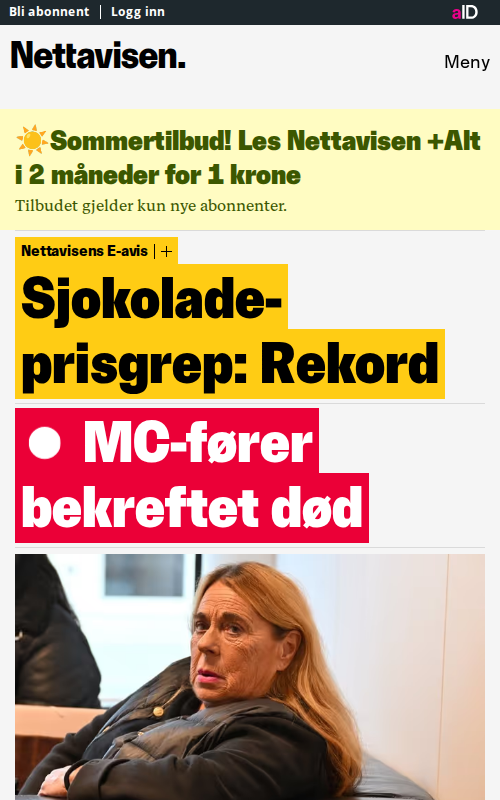 Bli abonnent | Logg inn
aID
Nettavisen.
Meny
☀️Sommertilbud! Les Nettavisen +Alt
i 2 måneder for 1 krone
Tilbudet gjelder kun nye abonnenter.
Nettavisens E-avis | +
Sjokolade-
prisgrep: Rekord
MC-fører
bekreftet død